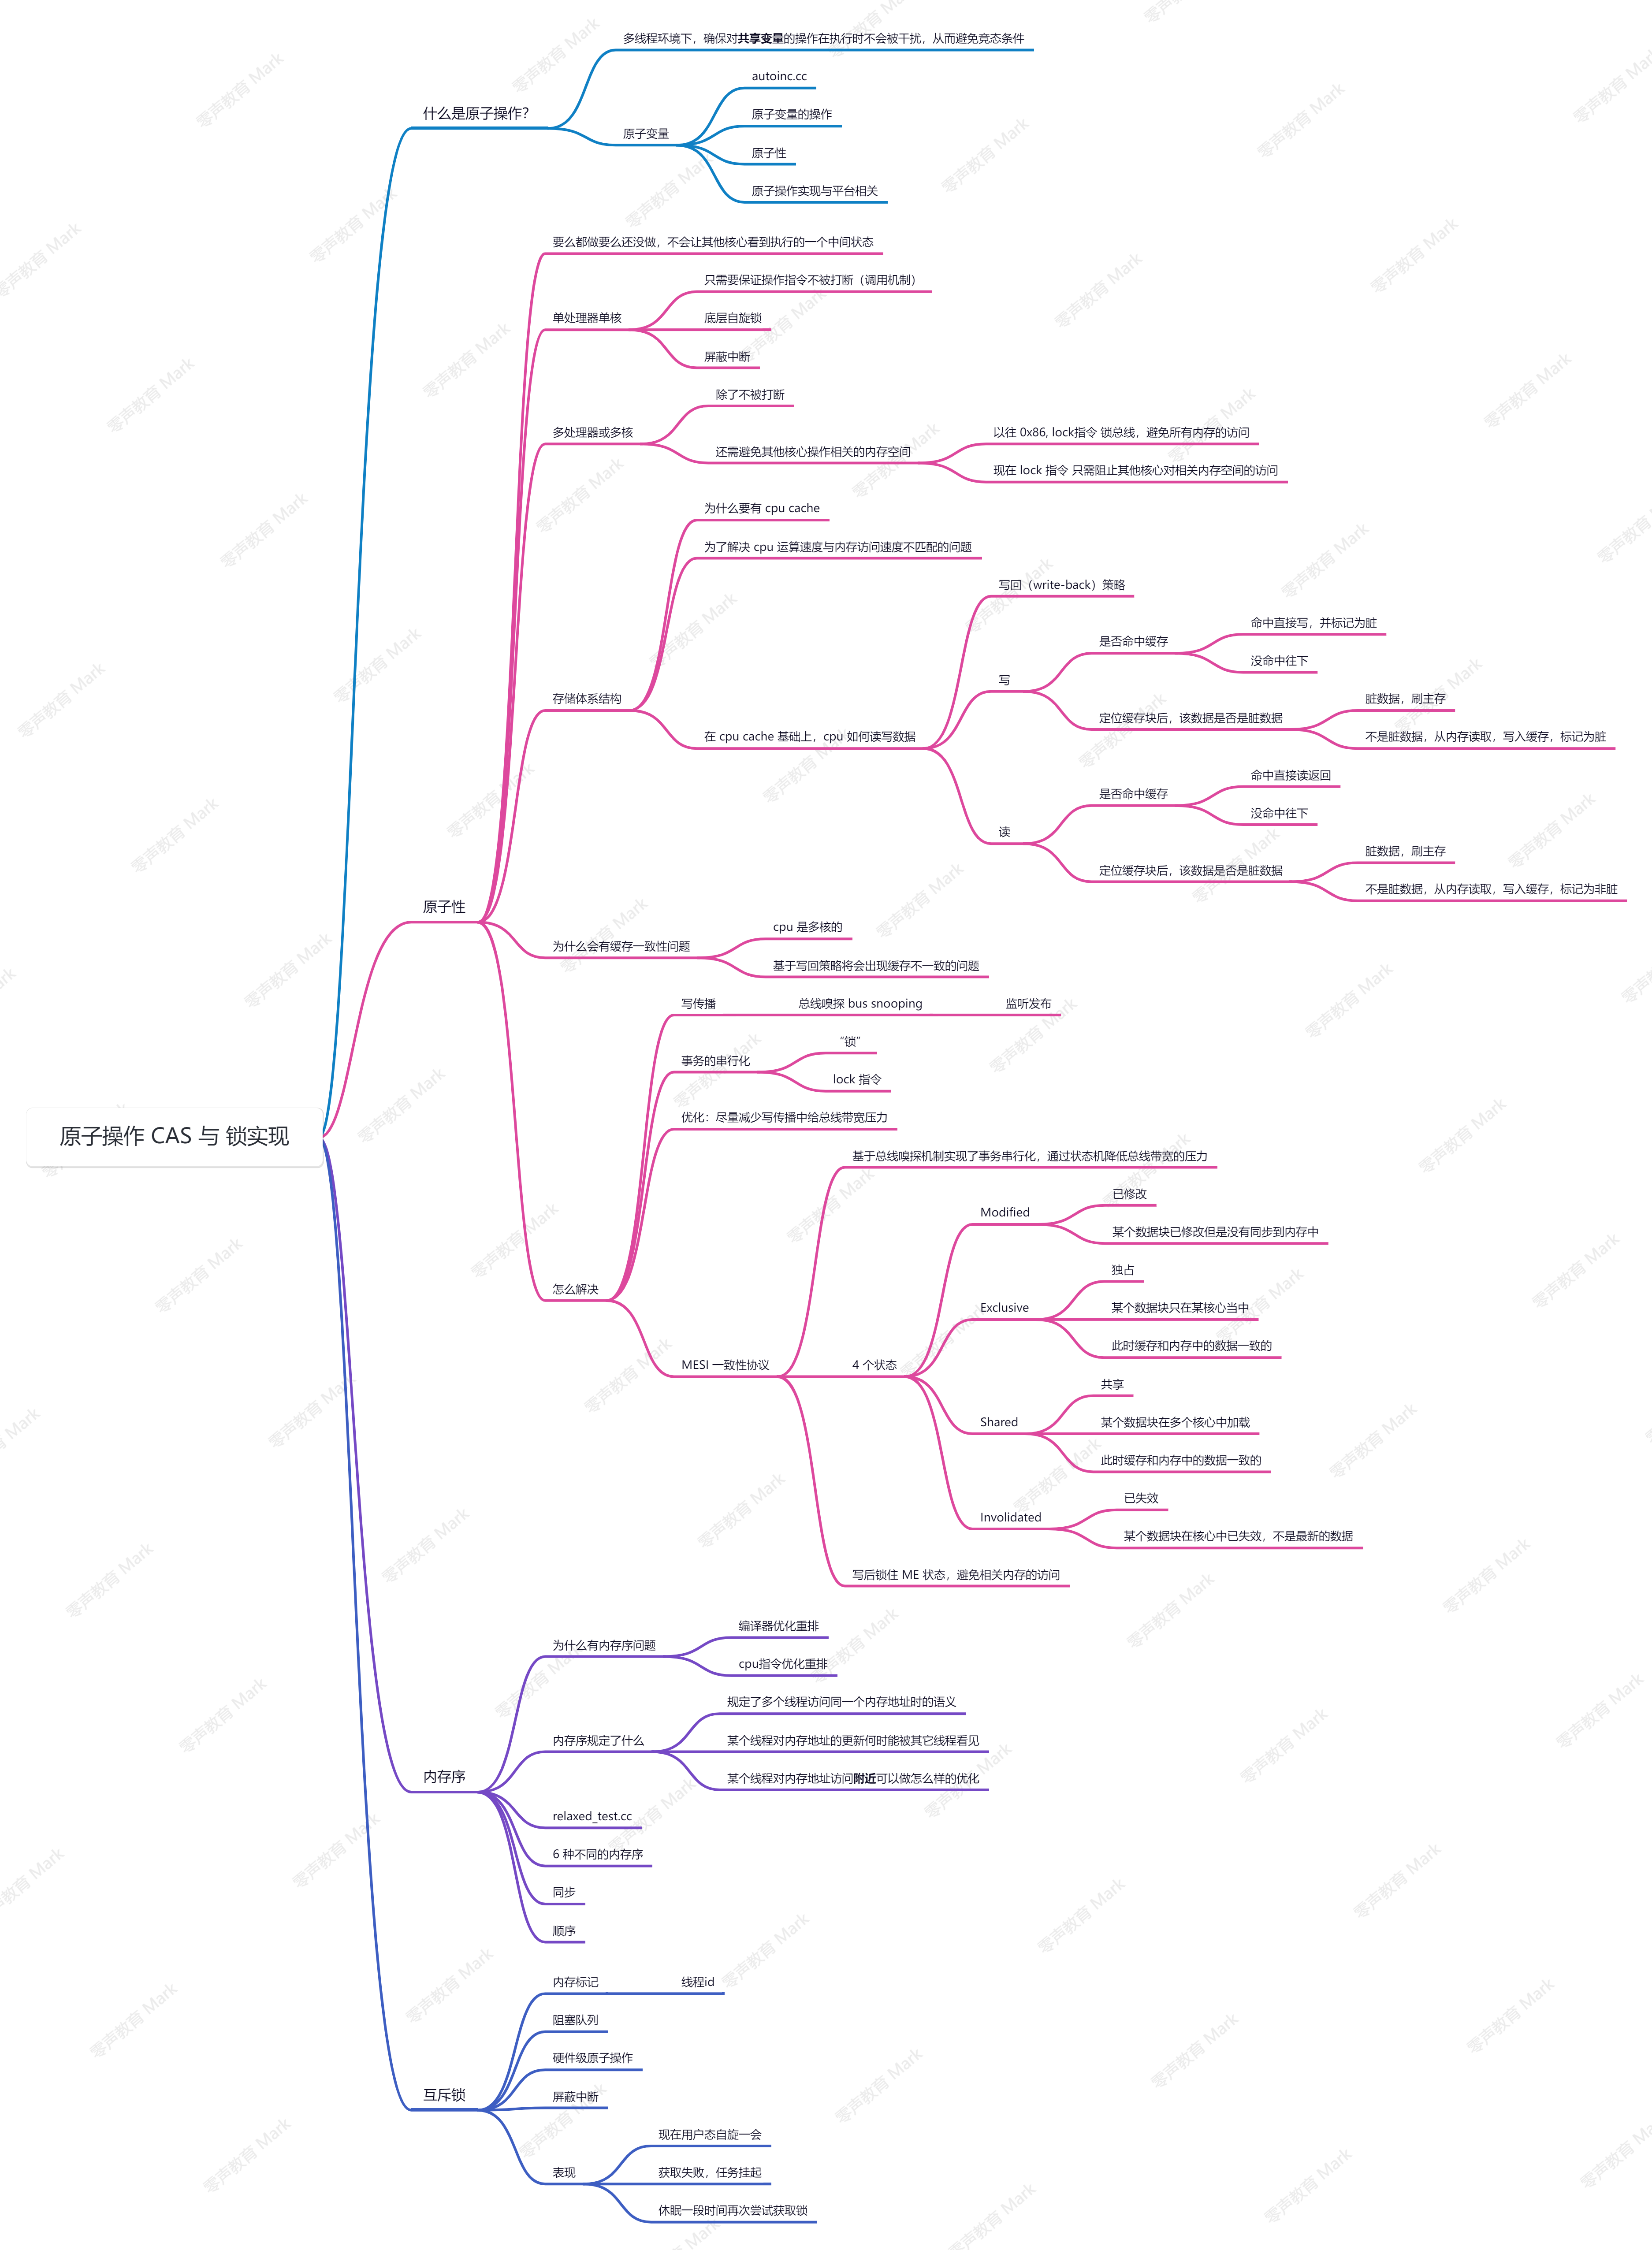 原子操作 CAS 与 锁实现
什么是原子操作?
多线程环境下，确保对共享变量的操作在执行时不会被干扰，从而避免竞态条件
原子变量
autoinc.cc
原子变量的操作
原子性
原子操作实现与平台相关
原子性
要么都做要么还没做，不会让其他核心看到执行的一个中间状态
单处理器单核
只需要保证操作指令不被打断（调用机制）
底层自旋锁
屏蔽中断
多处理器或多核
除了不被打断
还需避免其他核心操作相关的内存空间
以往 0x86, lock指令 锁总线，避免所有内存的访问
现在 lock 指令 只需阻止其他核心对相关内存空间的访问
存储体系结构
为什么要有 cpu cache
为了解决 cpu 运算速度与内存访问速度不匹配的问题
在 cpu cache 基础上，cpu 如何读写数据
写回（write-back）策略
写
是否命中缓存
命中直接写，并标记为脏
没命中往下
定位缓存块后，该数据是否是脏数据
脏数据，刷主存
不是脏数据，从内存读取，写入缓存，标记为脏
读
是否命中缓存
命中直接读返回
没命中往下
定位缓存块后，该数据是否是脏数据
脏数据，刷主存
不是脏数据，从内存读取，写入缓存，标记为非脏
为什么会有缓存一致性问题
cpu 是多核的
基于写回策略将会出现缓存不一致的问题
怎么解决
写传播
总线嗅探 bus snooping
监听发布
事务的串行化
“锁”
lock 指令
优化：尽量减少写传播中给总线带宽压力
MESI 一致性协议
基于总线嗅探机制实现了事务串行化，通过状态机降低总线带宽的压力
4 个状态
Modified
已修改
某个数据块已修改但是没有同步到内存中
Exclusive
独占
某个数据块只在某核心当中
此时缓存和内存中的数据一致的
Shared
共享
某个数据块在多个核心中加载
此时缓存和内存中的数据一致的
Involidated
已失效
某个数据块在核心中已失效，不是最新的数据
写后锁住 ME 状态，避免相关内存的访问
内存序
为什么有内存序问题
编译器优化重排
cpu指令优化重排
内存序规定了什么
规定了多个线程访问同一个内存地址时的语义
某个线程对内存地址的更新何时能被其它线程看见
某个线程对内存地址访问附近可以做怎么样的优化
relaxed_test.cc
6 种不同的内存序
同步
顺序
互斥锁
内存标记
线程id
阻塞队列
硬件级原子操作
屏蔽中断
表现
现在用户态自旋一会
获取失败，任务挂起
休眠一段时间再次尝试获取锁
零声教育 Mark